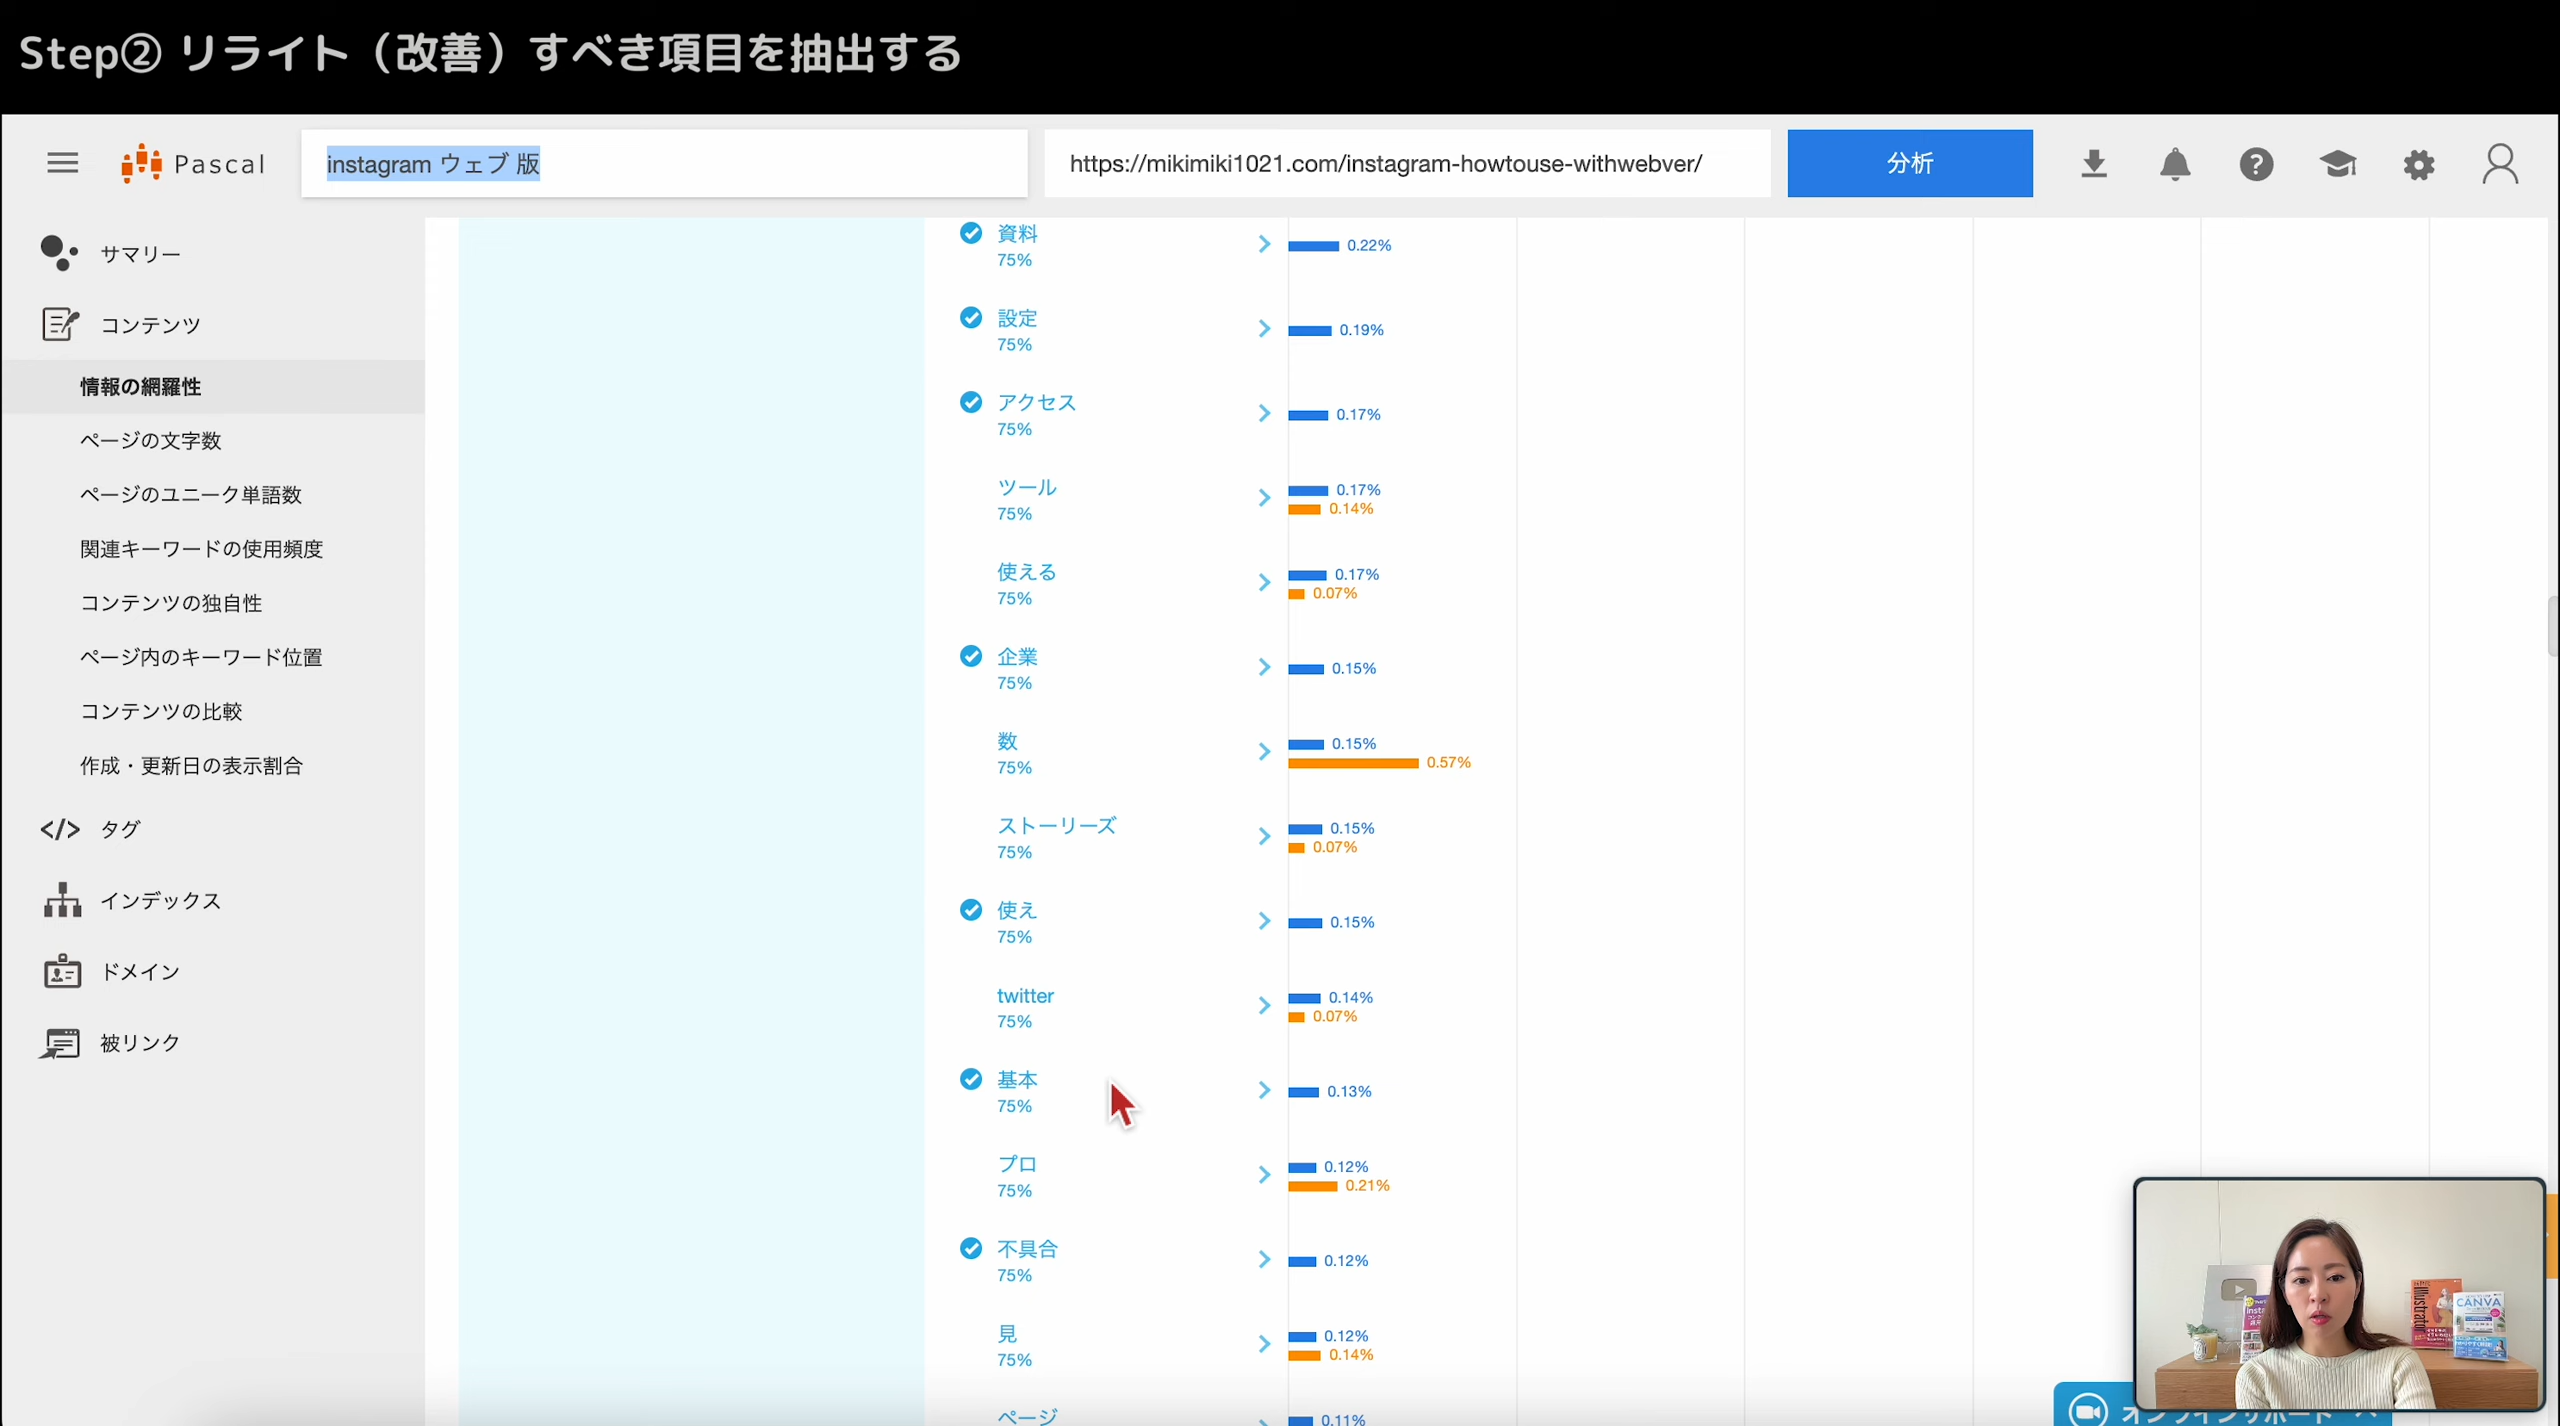 Step② リライト（改善）すべき項目を抽出する
Pascal
instagram ウェブ 版
https://mikimiki1021.com/instagram-howtouse-withwebver/
分析
サマリー
コンテンツ
情報の網羅性
ページの文字数
ページのユニーク単語数
関連キーワードの使用頻度
コンテンツの独自性
ページ内のキーワード位置
コンテンツの比較
作成・更新日の表示割合
タグ
インデックス
ドメイン
被リンク
資料
75%
0.22%
設定
75%
0.19%
アクセス
75%
0.17%
ツール
75%
0.17%
0.14%
使える
75%
0.17%
0.07%
企業
75%
0.15%
数
75%
0.15%
0.57%
ストーリーズ
75%
0.15%
0.07%
使え
75%
0.15%
twitter
75%
0.14%
0.07%
基本
75%
0.13%
プロ
75%
0.12%
0.21%
不具合
75%
0.12%
見
75%
0.12%
0.14%
ページ
0.11%
オンラインサポート
Illustrator
CANVA